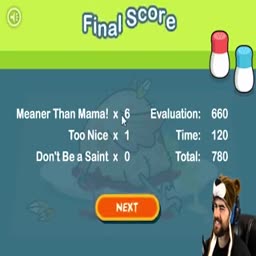 Final Score
Meaner Than Mama! x 6 Evaluation: 660
Too Nice x 1 Time: 120
Don't Be a Saint x 0 Total: 780
NEXT